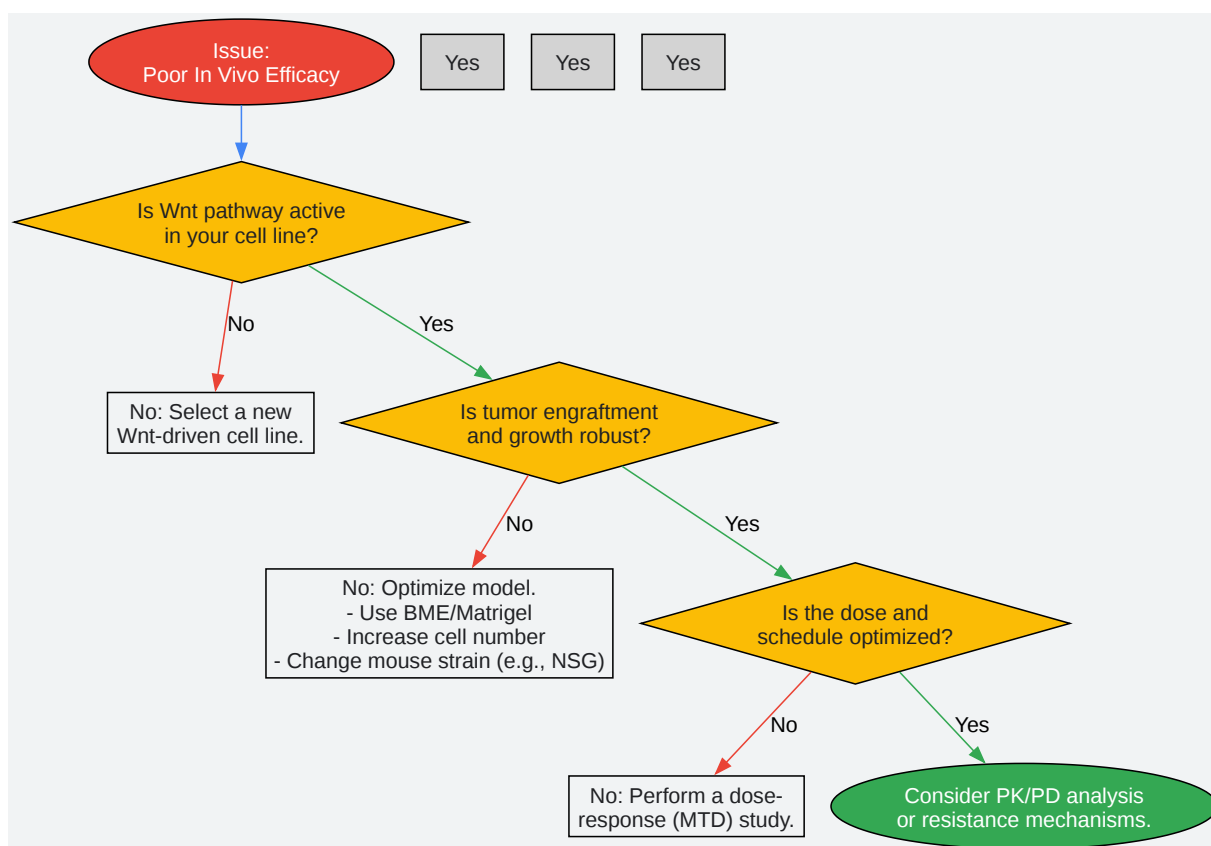 Issue:
Poor In Vivo Efficacy
Yes
Yes
Yes
Is Wnt pathway active
in your cell line?
No
Yes
No: Select a new
Wnt-driven cell line.
Is tumor engraftment
and growth robust?
No
Yes
No: Optimize model.
- Use BME/Matrigel
- Increase cell number
- Change mouse strain (e.g., NSG)
Is the dose and
schedule optimized?
No
Yes
No: Perform a dose-
response (MTD) study.
Consider PK/PD analysis
or resistance mechanisms.